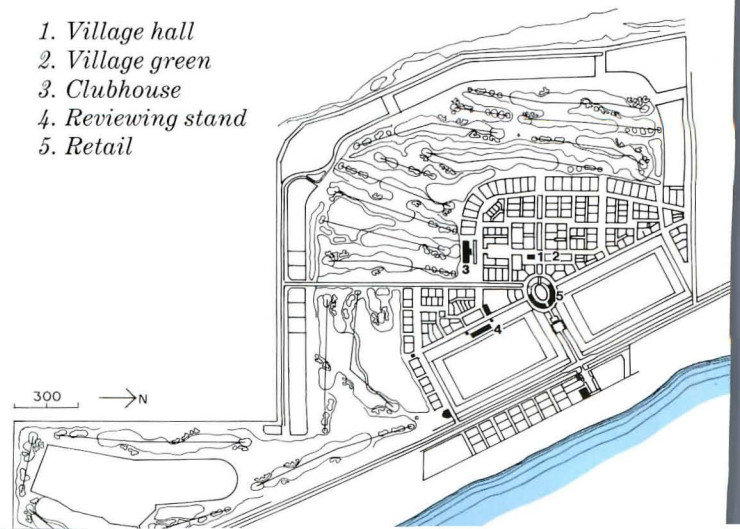 1. Village hall
2. Village green
3. Clubhouse
4. Reviewing stand
5. Retail
1 2
3
5
4
300 N